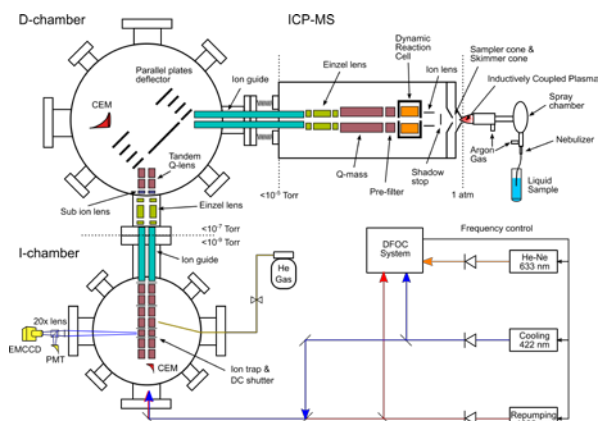 D-chamber
ICP-MS
Parallel plates
deflector
Ion guide
Einzel lens
Dynamic
Reaction
Cell
Ion lens
Sampler cone &
Skimmer cone
Inductively Coupled Plasma
Spray
chamber
CEM
Argon
Gas
Nebulizer
Tandem
Q-lens
Shadow
stop
Q-mass
Pre-filter
Liquid
Sample
<10⁻⁵ Torr
1 atm
Sub ion lens
Einzel lens
<10⁻⁷ Torr
<10⁻⁹ Torr
I-chamber
Ion guide
He
Gas
Frequency control
DFOC
System
He-Ne
633 nm
20x lens
EMCCD
PMT
Cooling
422 nm
CEM
Ion trap &
DC shutter
Repumping